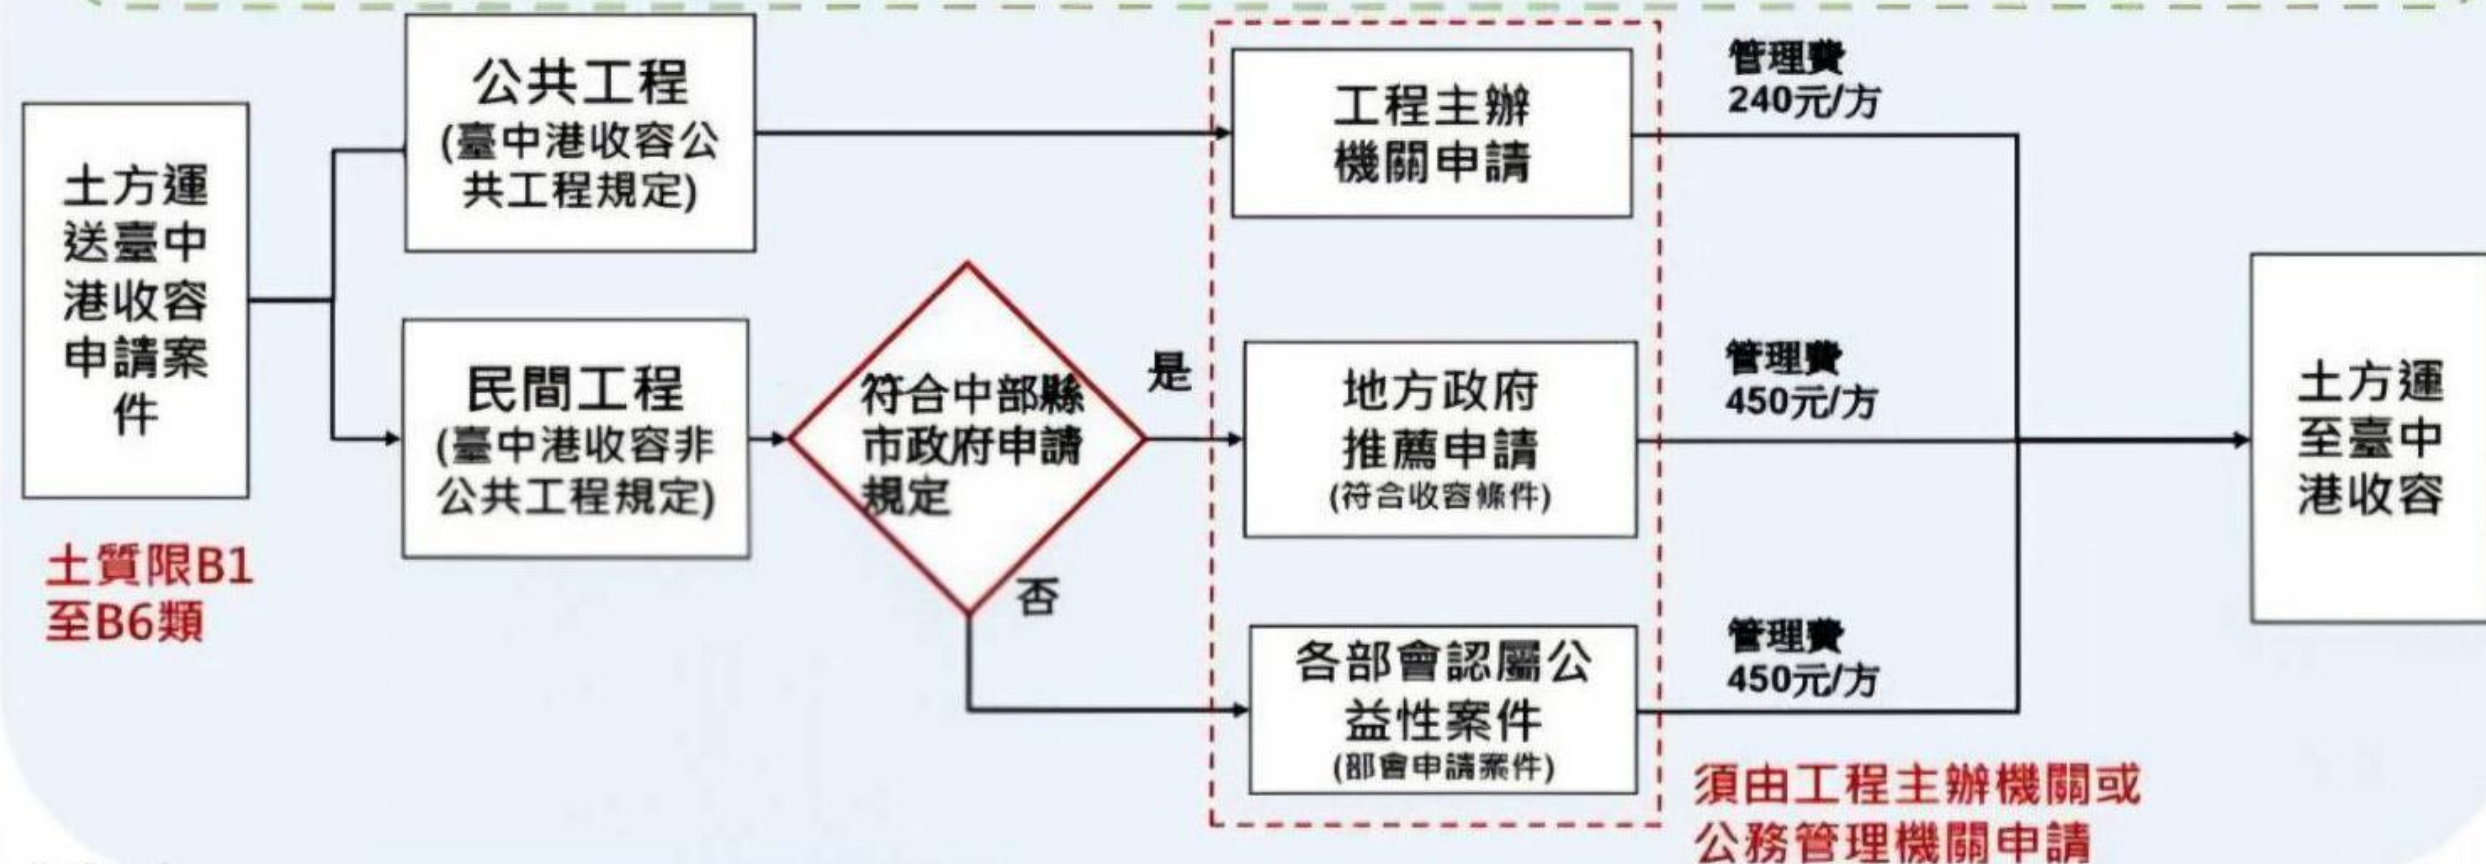 土方運
送臺中
港收容
申請案
件
土質限B1
至B6類
公共工程
(臺中港收容公
共工程規定)
民間工程
(臺中港收容非
公共工程規定)
符合中部縣
市政府申請
規定
是
否
工程主辦
機關申請
地方政府
推薦申請
(符合收容條件)
各部會認屬公
益性案件
(部會申請案件)
管理費
240元/方
管理費
450元/方
管理費
450元/方
須由工程主辦機關或
公務管理機關申請
土方運
至臺中
港收容